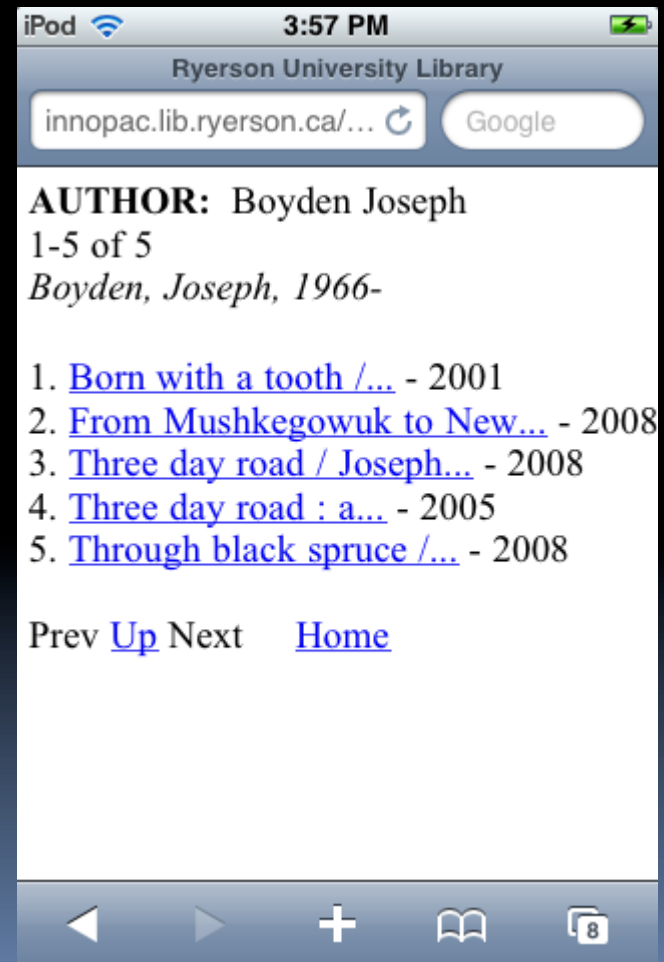 iPod 3:57 PM
Ryerson University Library
innopac.lib.ryerson.ca/... Google
AUTHOR: Boyden Joseph
1-5 of 5
Boyden, Joseph, 1966-
1. Born with a tooth /... - 2001
2. From Mushkegowuk to New... - 2008
3. Three day road / Joseph... - 2008
4. Three day road : a... - 2005
5. Through black spruce /... - 2008
Prev Up Next Home
8